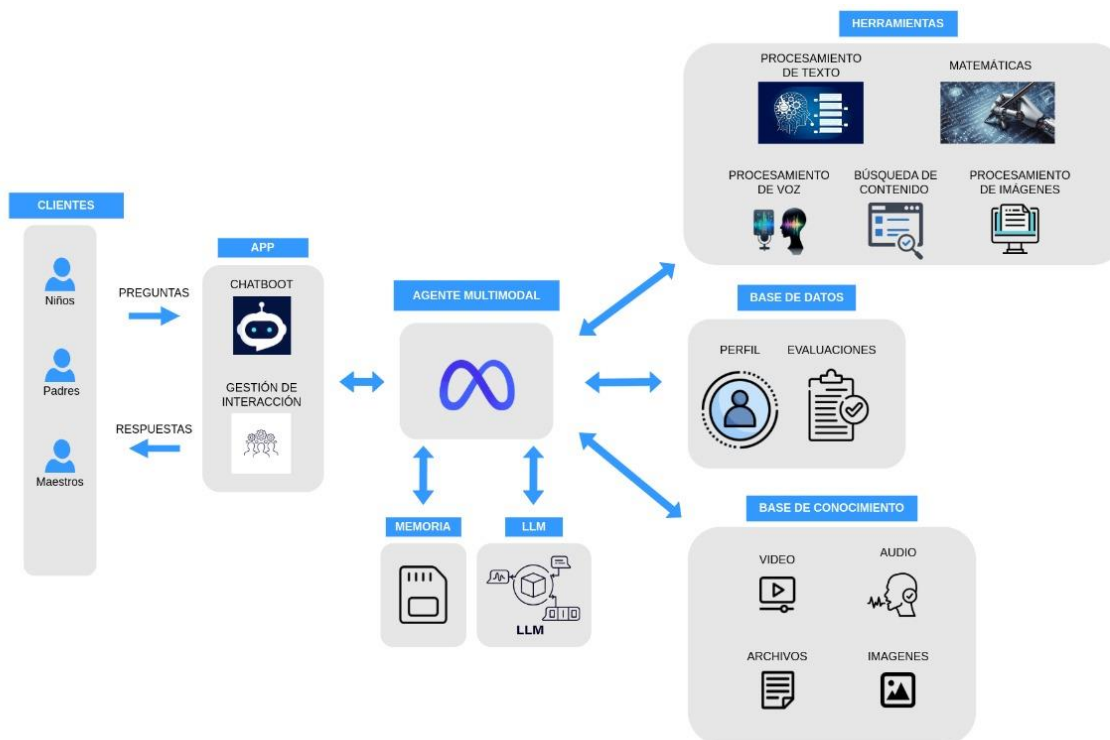 HERRAMIENTAS
PROCESAMIENTO
DE TEXTO
MATEMÁTICAS
PROCESAMIENTO
DE VOZ
BÚSQUEDA DE
CONTENIDO
PROCESAMIENTO
DE IMÁGENES
CLIENTES
Niños
Padres
Maestros
PREGUNTAS
RESPUESTAS
APP
CHATBOOT
GESTIÓN DE
INTERACCIÓN
AGENTE MULTIMODAL
MEMORIA
LLM
LLM
BASE DE DATOS
PERFIL
EVALUACIONES
BASE DE CONOCIMIENTO
VIDEO
AUDIO
ARCHIVOS
IMAGENES